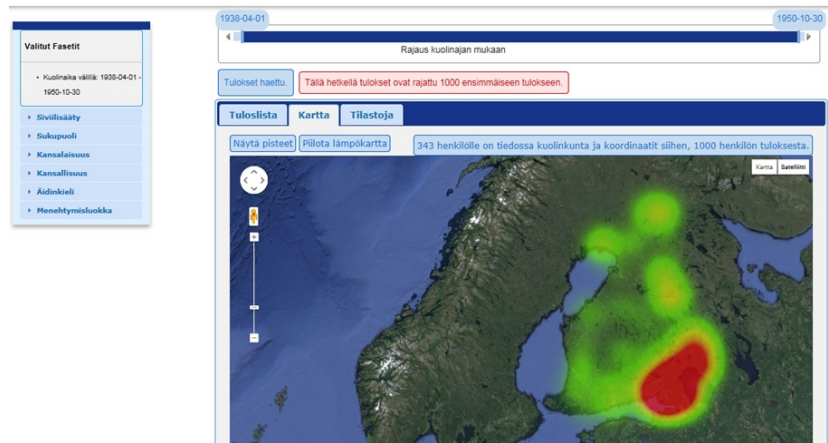 1938-04-01
1950-10-30
Rajaus kuolinajan mukaan
Valitut Fasetit
Kuolinaika välillä: 1938-04-01 -
1950-10-30
Siviilisääty
Sukupuoli
Kansalaisuus
Kansallisuus
Äidinkieli
Menehtymisluokka
Tulokset haettu.
Tällä hetkellä tulokset ovat rajattu 1000 ensimmäiseen tulokseen.
Tuloslista
Kartta
Tilastoja
Näytä pisteet
Piilota lämpökartta
343 henkilölle on tiedossa kuolinkunta ja koordinaatit siihen, 1000 henkilön tuloksesta.
Kartta
Satelliitti